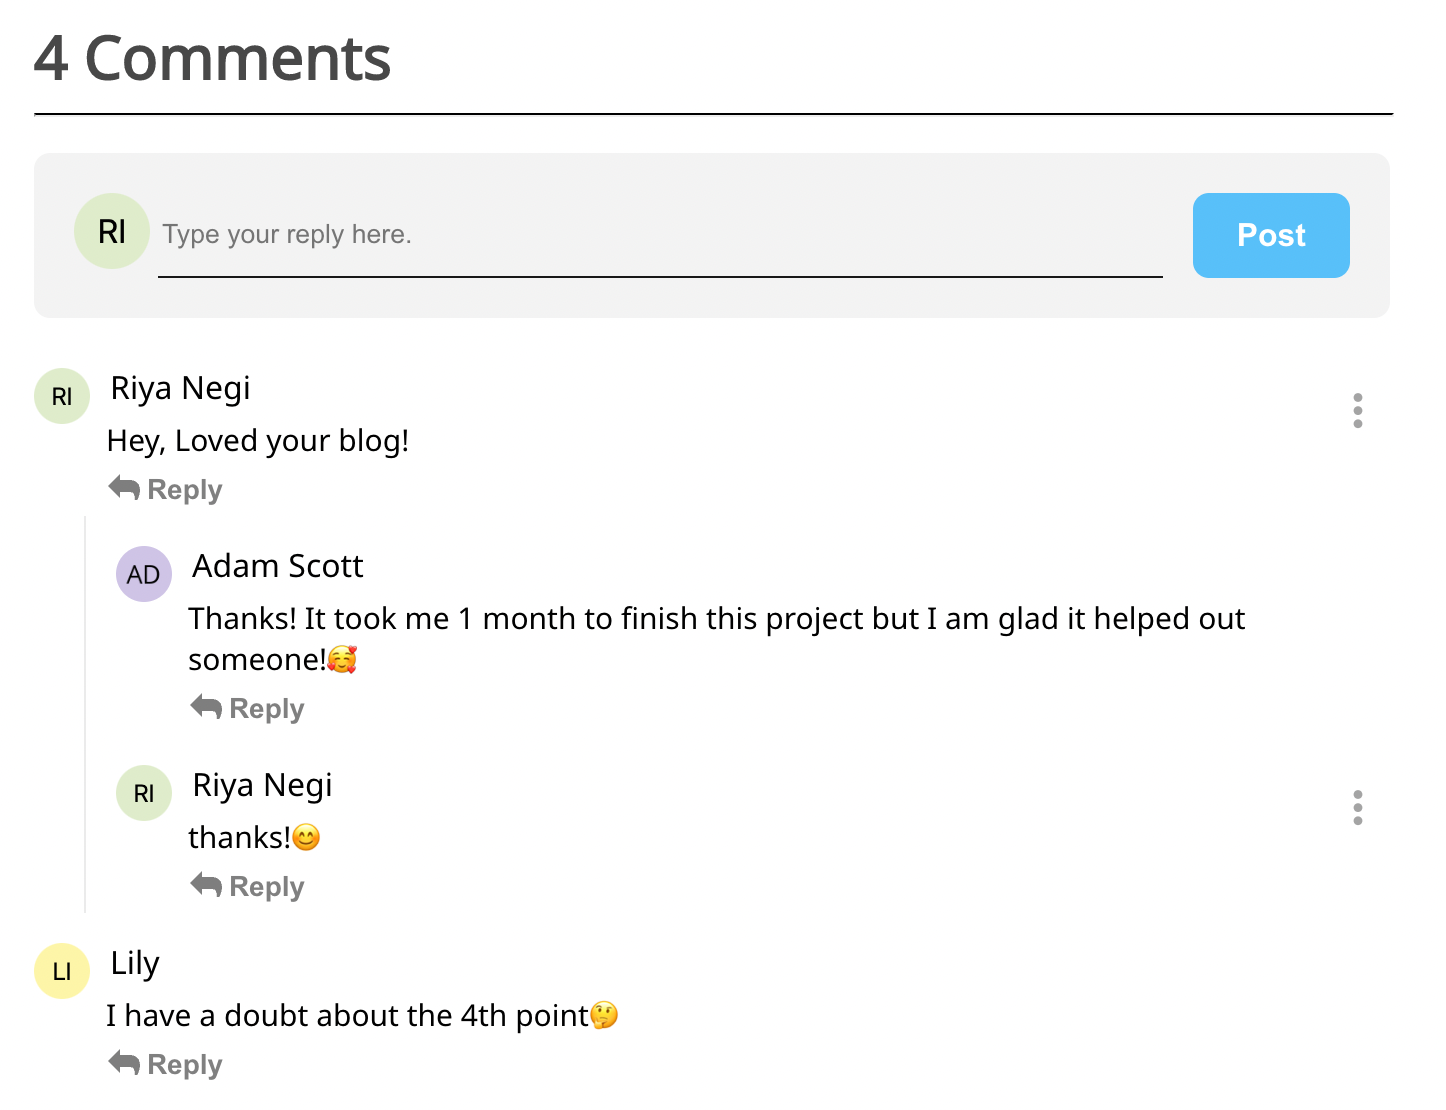 4 Comments
RI
Type your reply here.
Post
RI
Riya Negi
Hey, Loved your blog!
Reply
AD
Adam Scott
Thanks! It took me 1 month to finish this project but I am glad it helped out
someone!🥰
Reply
RI
Riya Negi
thanks!😊
Reply
LI
Lily
I have a doubt about the 4th point🤔
Reply